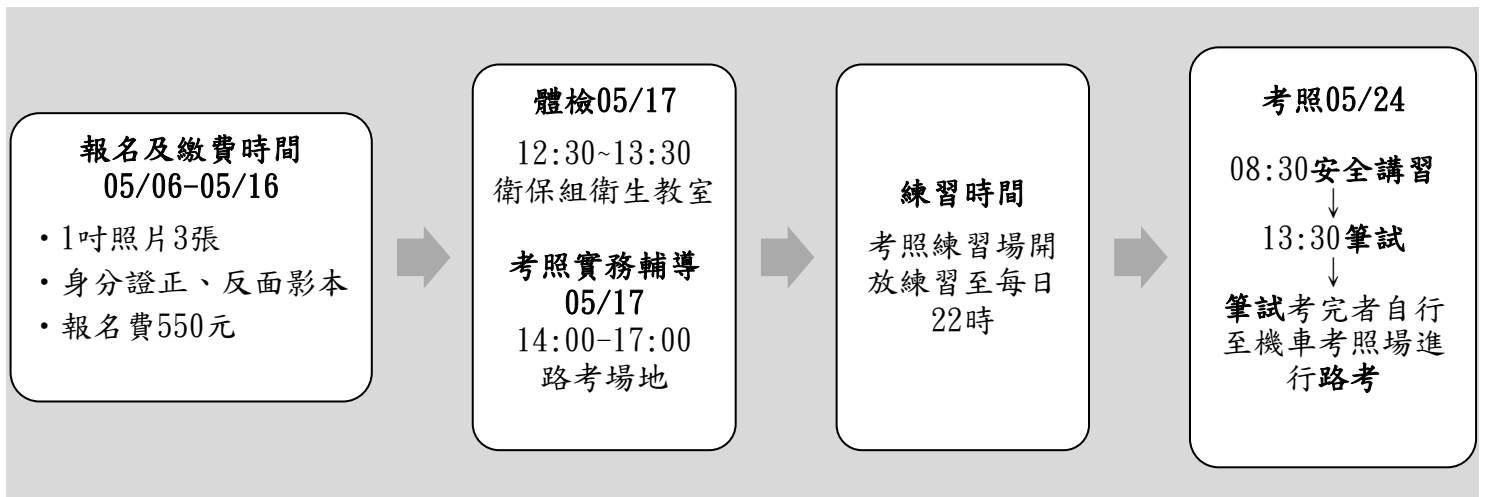 報名及繳費時間
05/06-05/16
・1吋照片3張
・身分證正、反面影本
・報名費550元
體檢05/17
12:30~13:30
衛保組衛生教室
考照實務輔導
05/17
14:00-17:00
路考場地
練習時間
考照練習場開
放練習至每日
22時
考照05/24
08:30安全講習
↓
13:30筆試
↓
筆試考完者自行
至機車考照場進
行路考